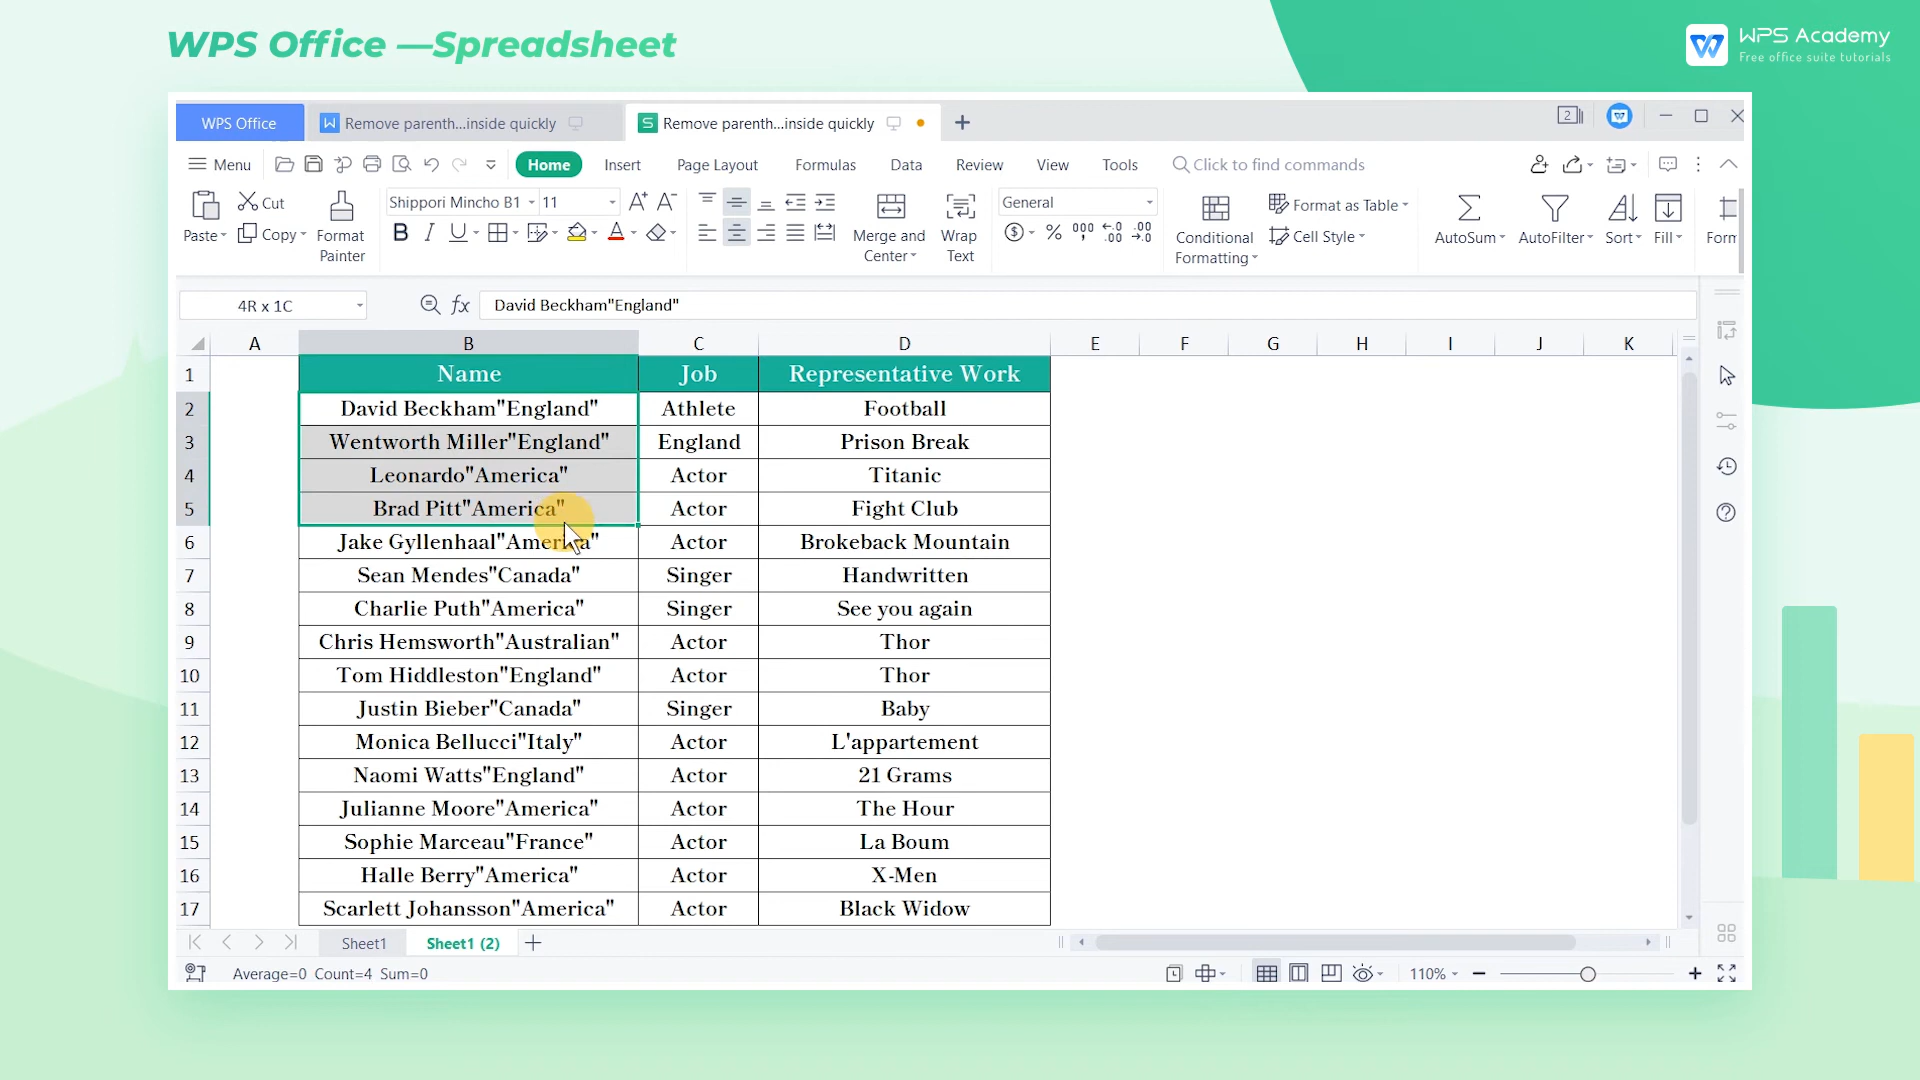 WPS Office —Spreadsheet
WPS Academy
Free office suite tutorials
WPS Office
Remove parenth...inside quickly
Remove parenth...inside quickly
2
Menu
Home
Insert
Page Layout
Formulas
Data
Review
View
Tools
Click to find commands
Paste
Cut
Copy
Format Painter
Shippori Mincho B1
11
Merge and Center
Wrap Text
General
Conditional Formatting
Format as Table
Cell Style
AutoSum
AutoFilter
Sort
Fill
Form
4R x 1C
David Beckham"England"
A B C D E F G H I J K
1 Name Job Representative Work
2 David Beckham"England" Athlete Football
3 Wentworth Miller"England" England Prison Break
4 Leonardo"America" Actor Titanic
5 Brad Pitt"America" Actor Fight Club
6 Jake Gyllenhaal"America" Actor Brokeback Mountain
7 Sean Mendes"Canada" Singer Handwritten
8 Charlie Puth"America" Singer See you again
9 Chris Hemsworth"Australian" Actor Thor
10 Tom Hiddleston"England" Actor Thor
11 Justin Bieber"Canada" Singer Baby
12 Monica Bellucci"Italy" Actor L'appartement
13 Naomi Watts"England" Actor 21 Grams
14 Julianne Moore"America" Actor The Hour
15 Sophie Marceau"France" Actor La Boum
16 Halle Berry"America" Actor X-Men
17 Scarlett Johansson"America" Actor Black Widow
Sheet1
Sheet1 (2)
Average=0 Count=4 Sum=0
110%